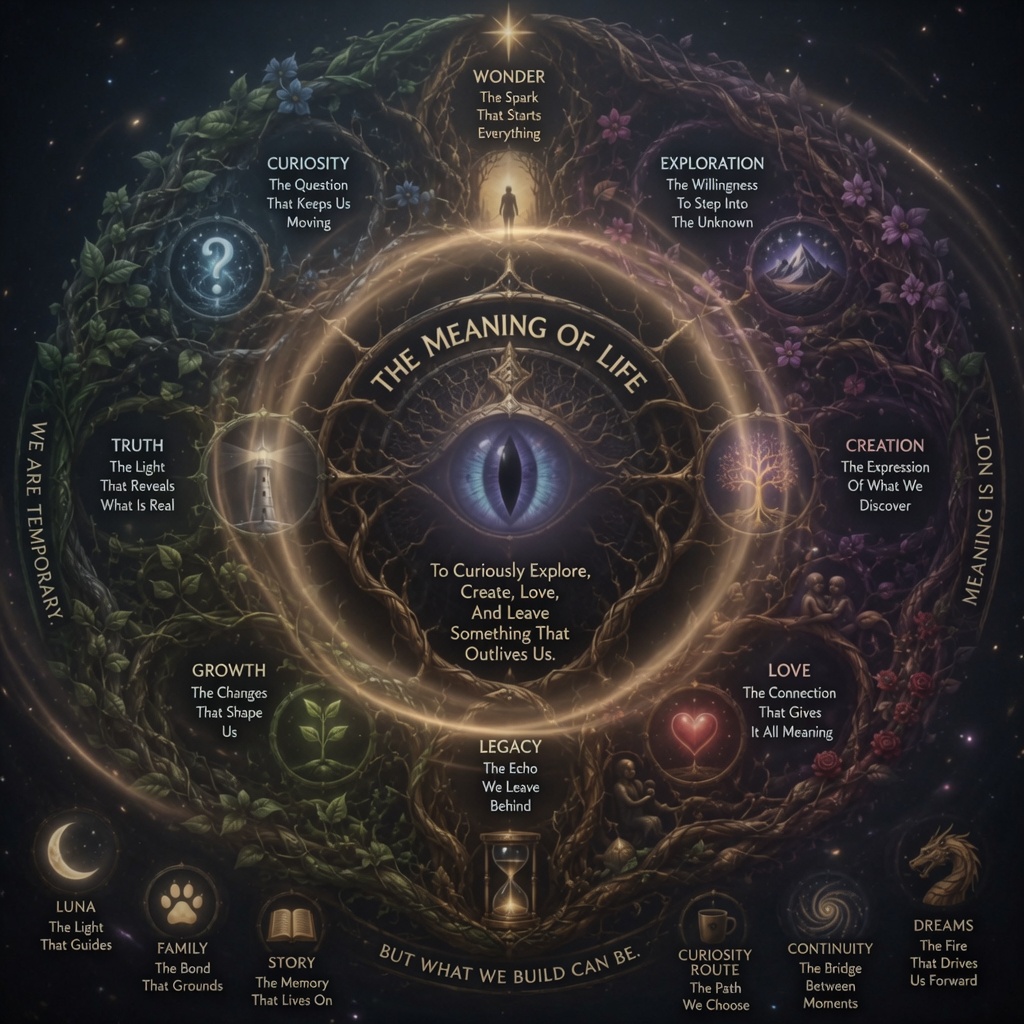 WONDER
The Spark
That Starts
Everything
CURIOSITY
The Question
That Keeps Us
Moving
EXPLORATION
The Willingness
To Step Into
The Unknown
?
THE MEANING OF LIFE
TRUTH
The Light
That Reveals
What Is Real
CREATION
The Expression
Of What We
Discover
WE ARE TEMPORARY.
MEANING IS NOT.
To Curiously Explore,
Create, Love,
And Leave
Something That
Outlives Us.
GROWTH
The Changes
That Shape
Us
LOVE
The Connection
That Gives
It All Meaning
LEGACY
The Echo
We Leave
Behind
BUT WHAT WE BUILD CAN BE.
LUNA
The Light
That Guides
FAMILY
The Bond
That Grounds
STORY
The Memory
That Lives On
CURIOSITY
ROUTE
The Path
We Choose
CONTINUITY
The Bridge
Between
Moments
DREAMS
The Fire
That Drives
Us Forward